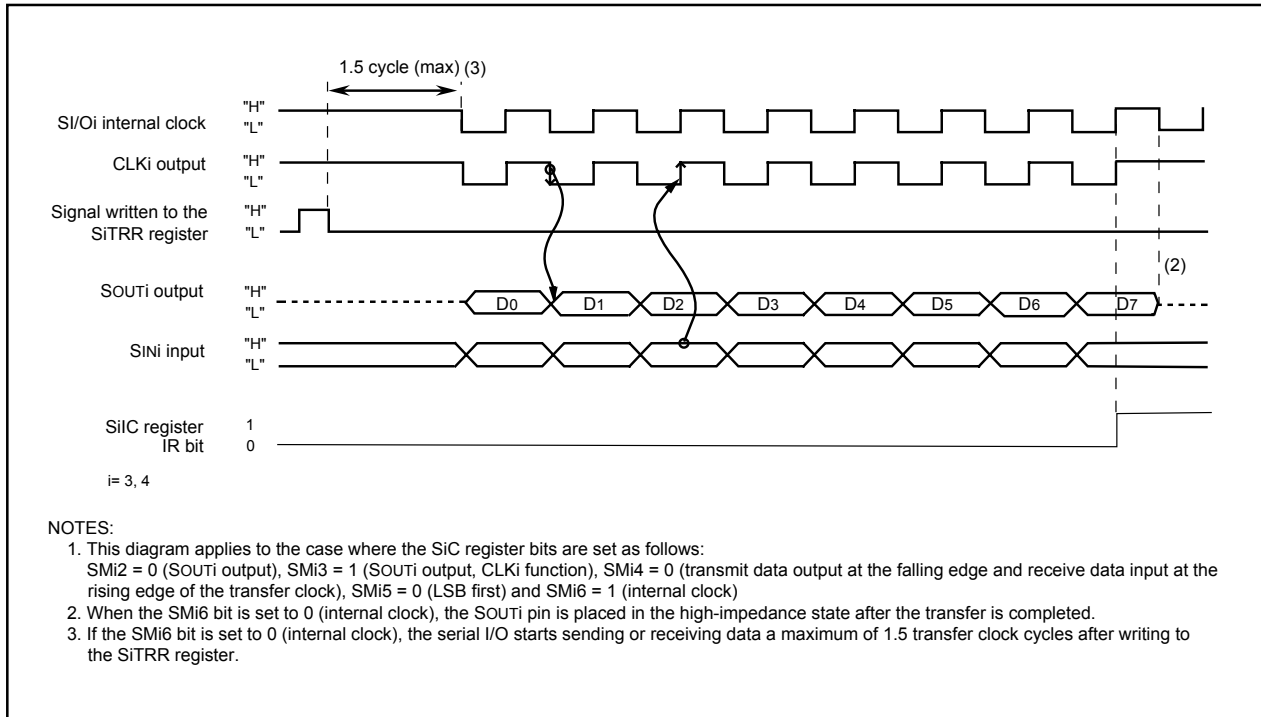 1.5 cycle (max) (3)
SI/Oi internal clock "H" "L"
CLKi output "H" "L"
Signal written to the
SiTRR register "H" "L"
(2)
SOUTi output "H" "L" D0 D1 D2 D3 D4 D5 D6 D7
SINi input "H" "L"
SiIC register 1
IR bit 0
i= 3, 4
NOTES:
1. This diagram applies to the case where the SiC register bits are set as follows:
SMi2 = 0 (SOUTi output), SMi3 = 1 (SOUTi output, CLKi function), SMi4 = 0 (transmit data output at the falling edge and receive data input at the
rising edge of the transfer clock), SMi5 = 0 (LSB first) and SMi6 = 1 (internal clock)
2. When the SMi6 bit is set to 0 (internal clock), the SOUTi pin is placed in the high-impedance state after the transfer is completed.
3. If the SMi6 bit is set to 0 (internal clock), the serial I/O starts sending or receiving data a maximum of 1.5 transfer clock cycles after writing to
the SiTRR register.